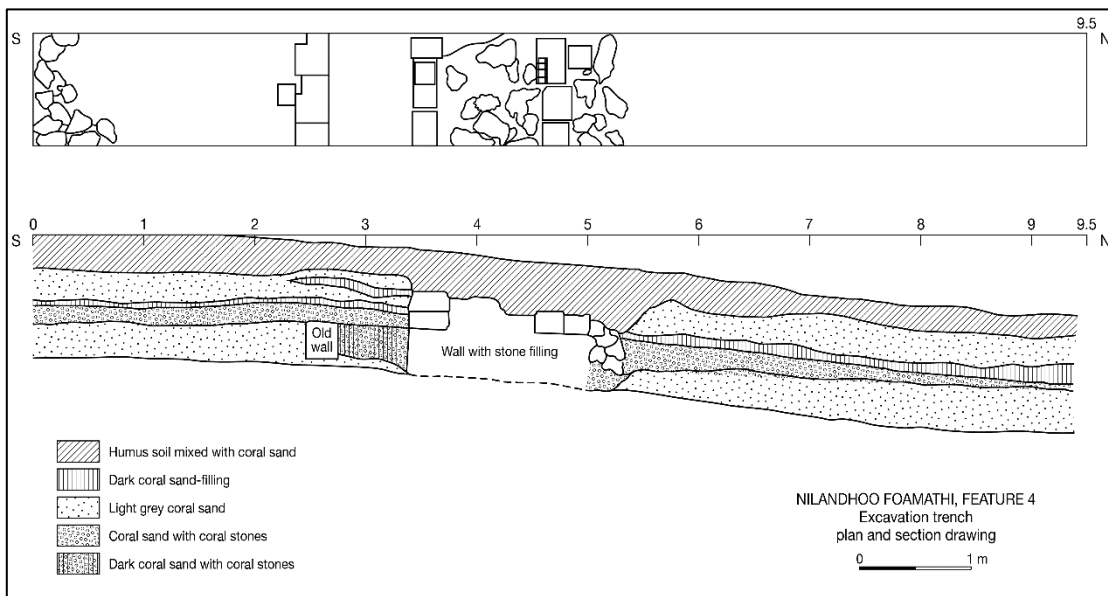 9.5
S N
0 1 2 3 4 5 6 7 8 9 9.5
S N
Old
wall
Wall with stone filling
Humus soil mixed with coral sand
Dark coral sand-filling
Light grey coral sand
Coral sand with coral stones
Dark coral sand with coral stones
NILANDHOO FOAMATHI, FEATURE 4
Excavation trench
plan and section drawing
0 1 m